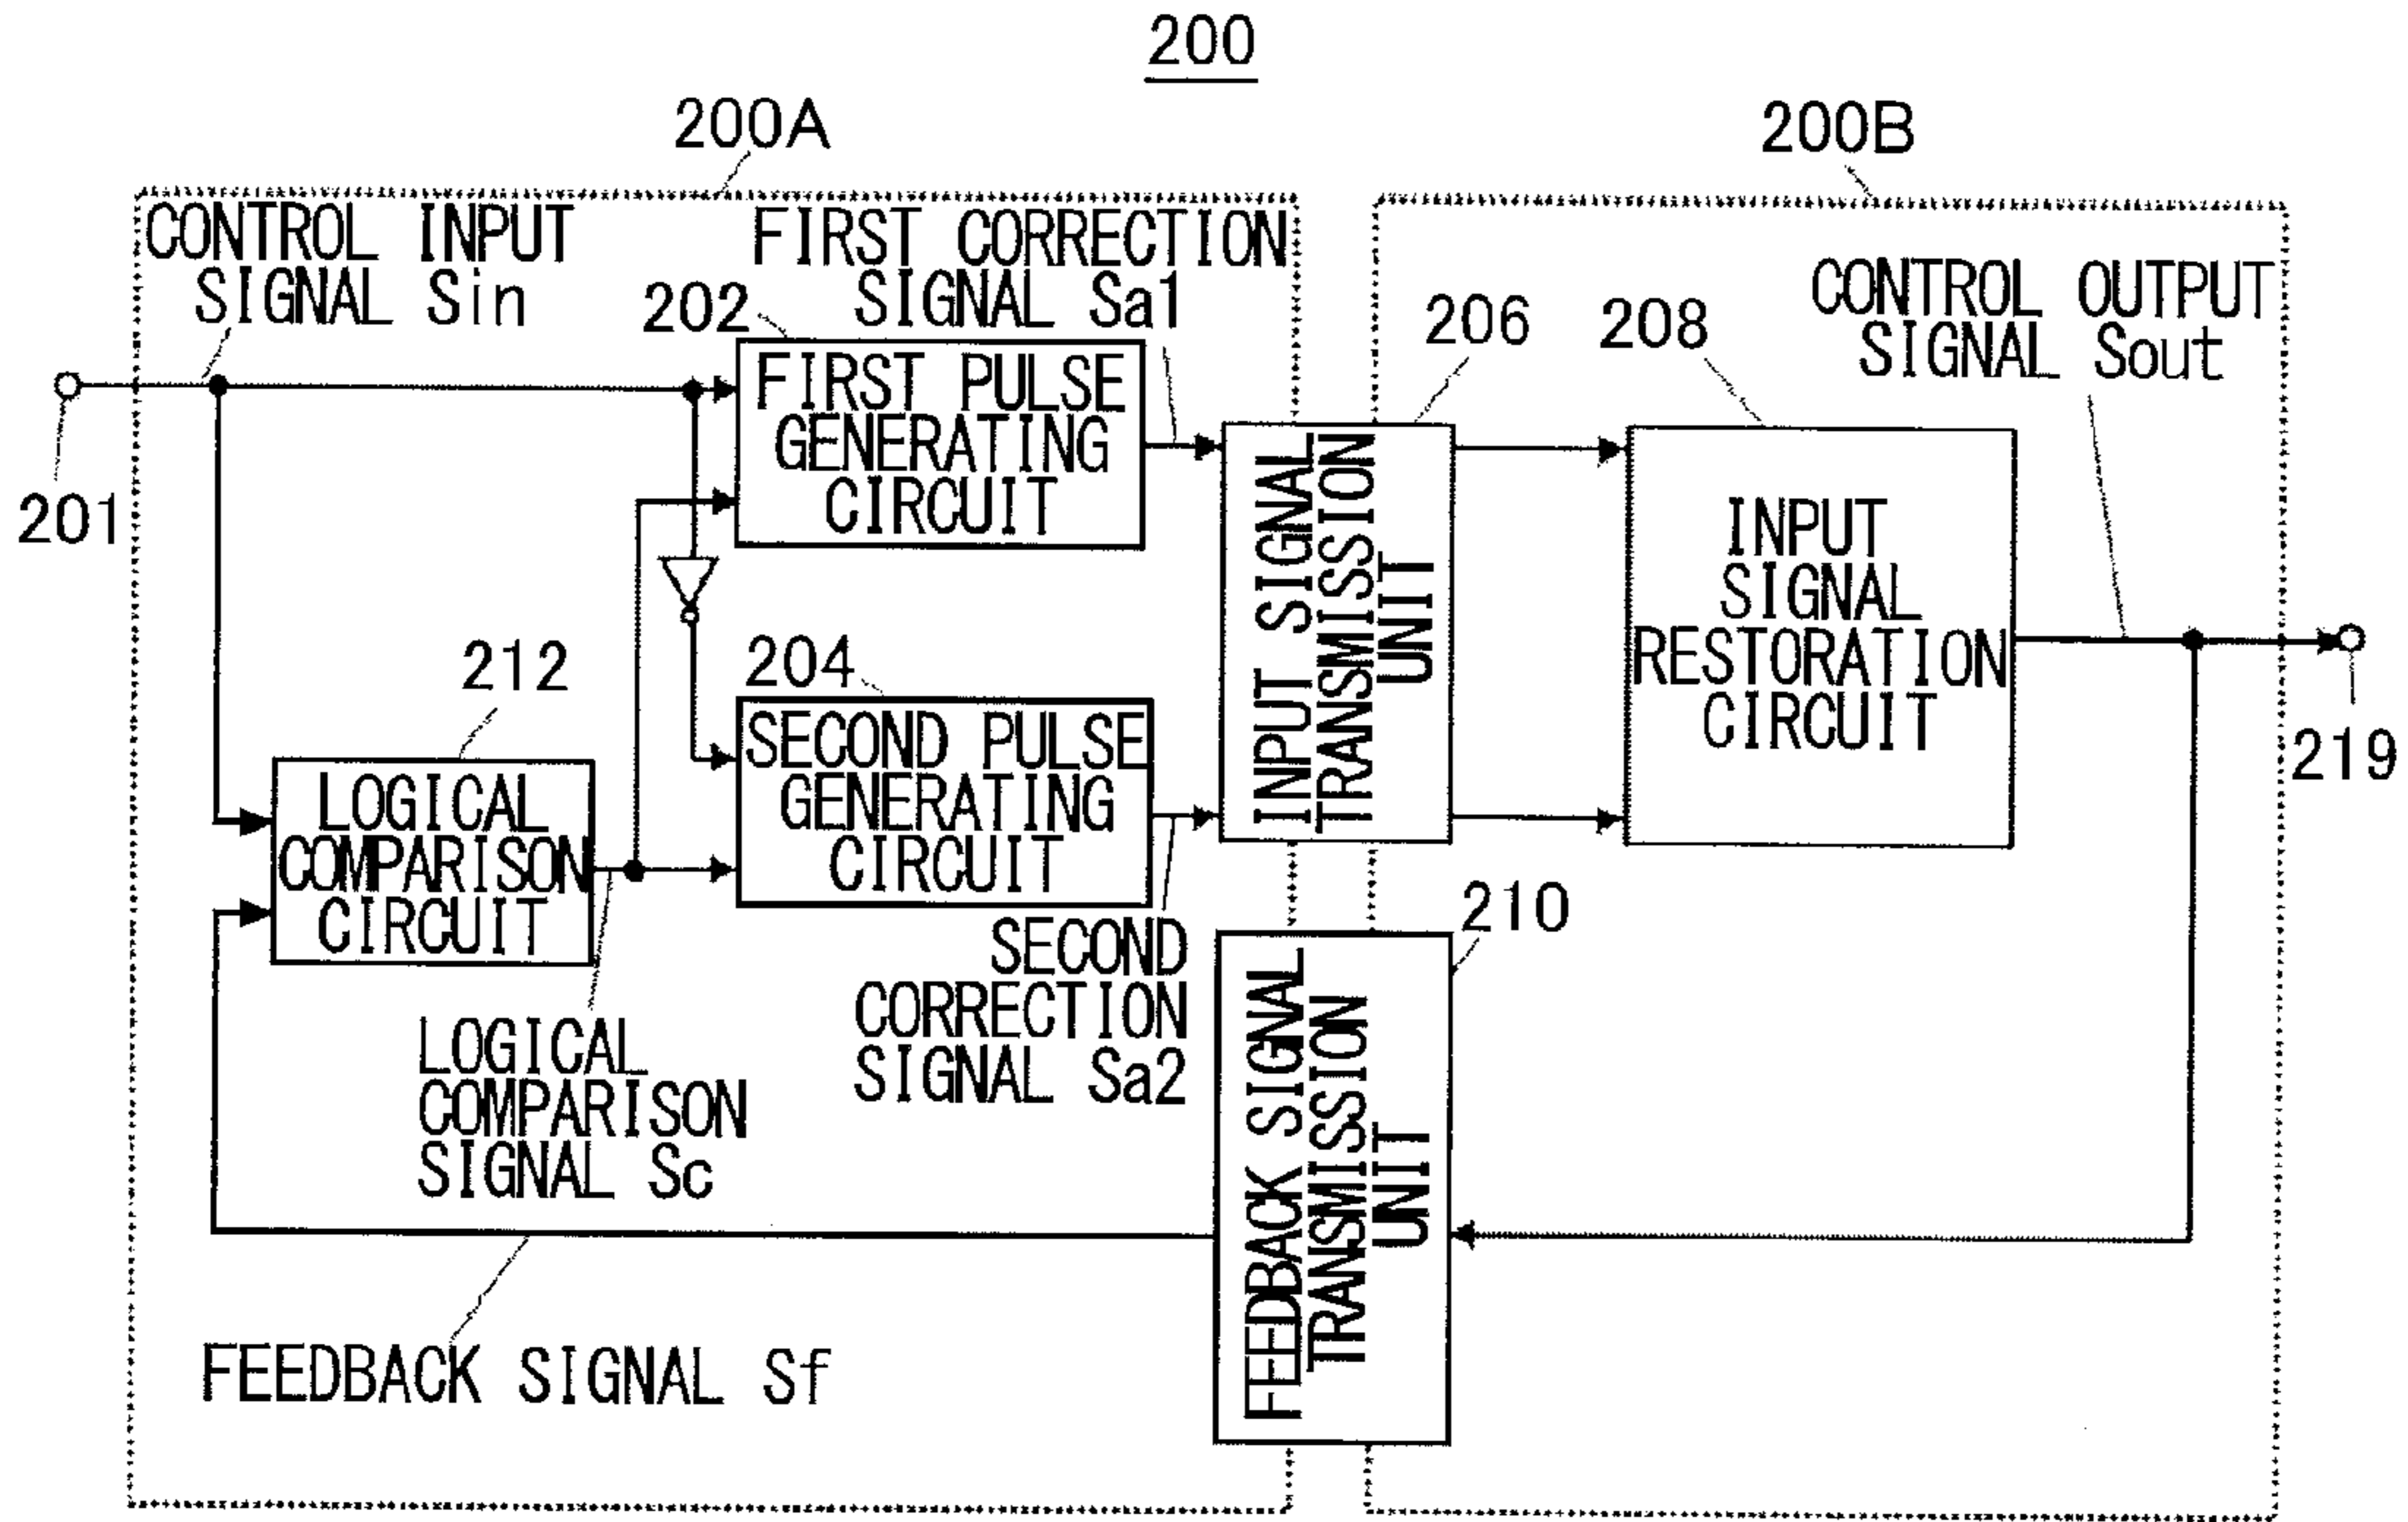 200
200A
200B
CONTROL INPUT
SIGNAL Sin
FIRST CORRECTION
SIGNAL Sa1
CONTROL OUTPUT
SIGNAL Sout
202
206
208
FIRST PULSE
GENERATING
CIRCUIT
201
INPUT SIGNAL
TRANSMISSION
UNIT
INPUT
SIGNAL
RESTORATION
CIRCUIT
219
212
204
SECOND PULSE
GENERATING
CIRCUIT
LOGICAL
COMPARISON
CIRCUIT
SECOND
CORRECTION
SIGNAL Sa2
210
LOGICAL
COMPARISON
SIGNAL Sc
FEEDBACK SIGNAL
TRANSMISSION
UNIT
FEEDBACK SIGNAL Sf